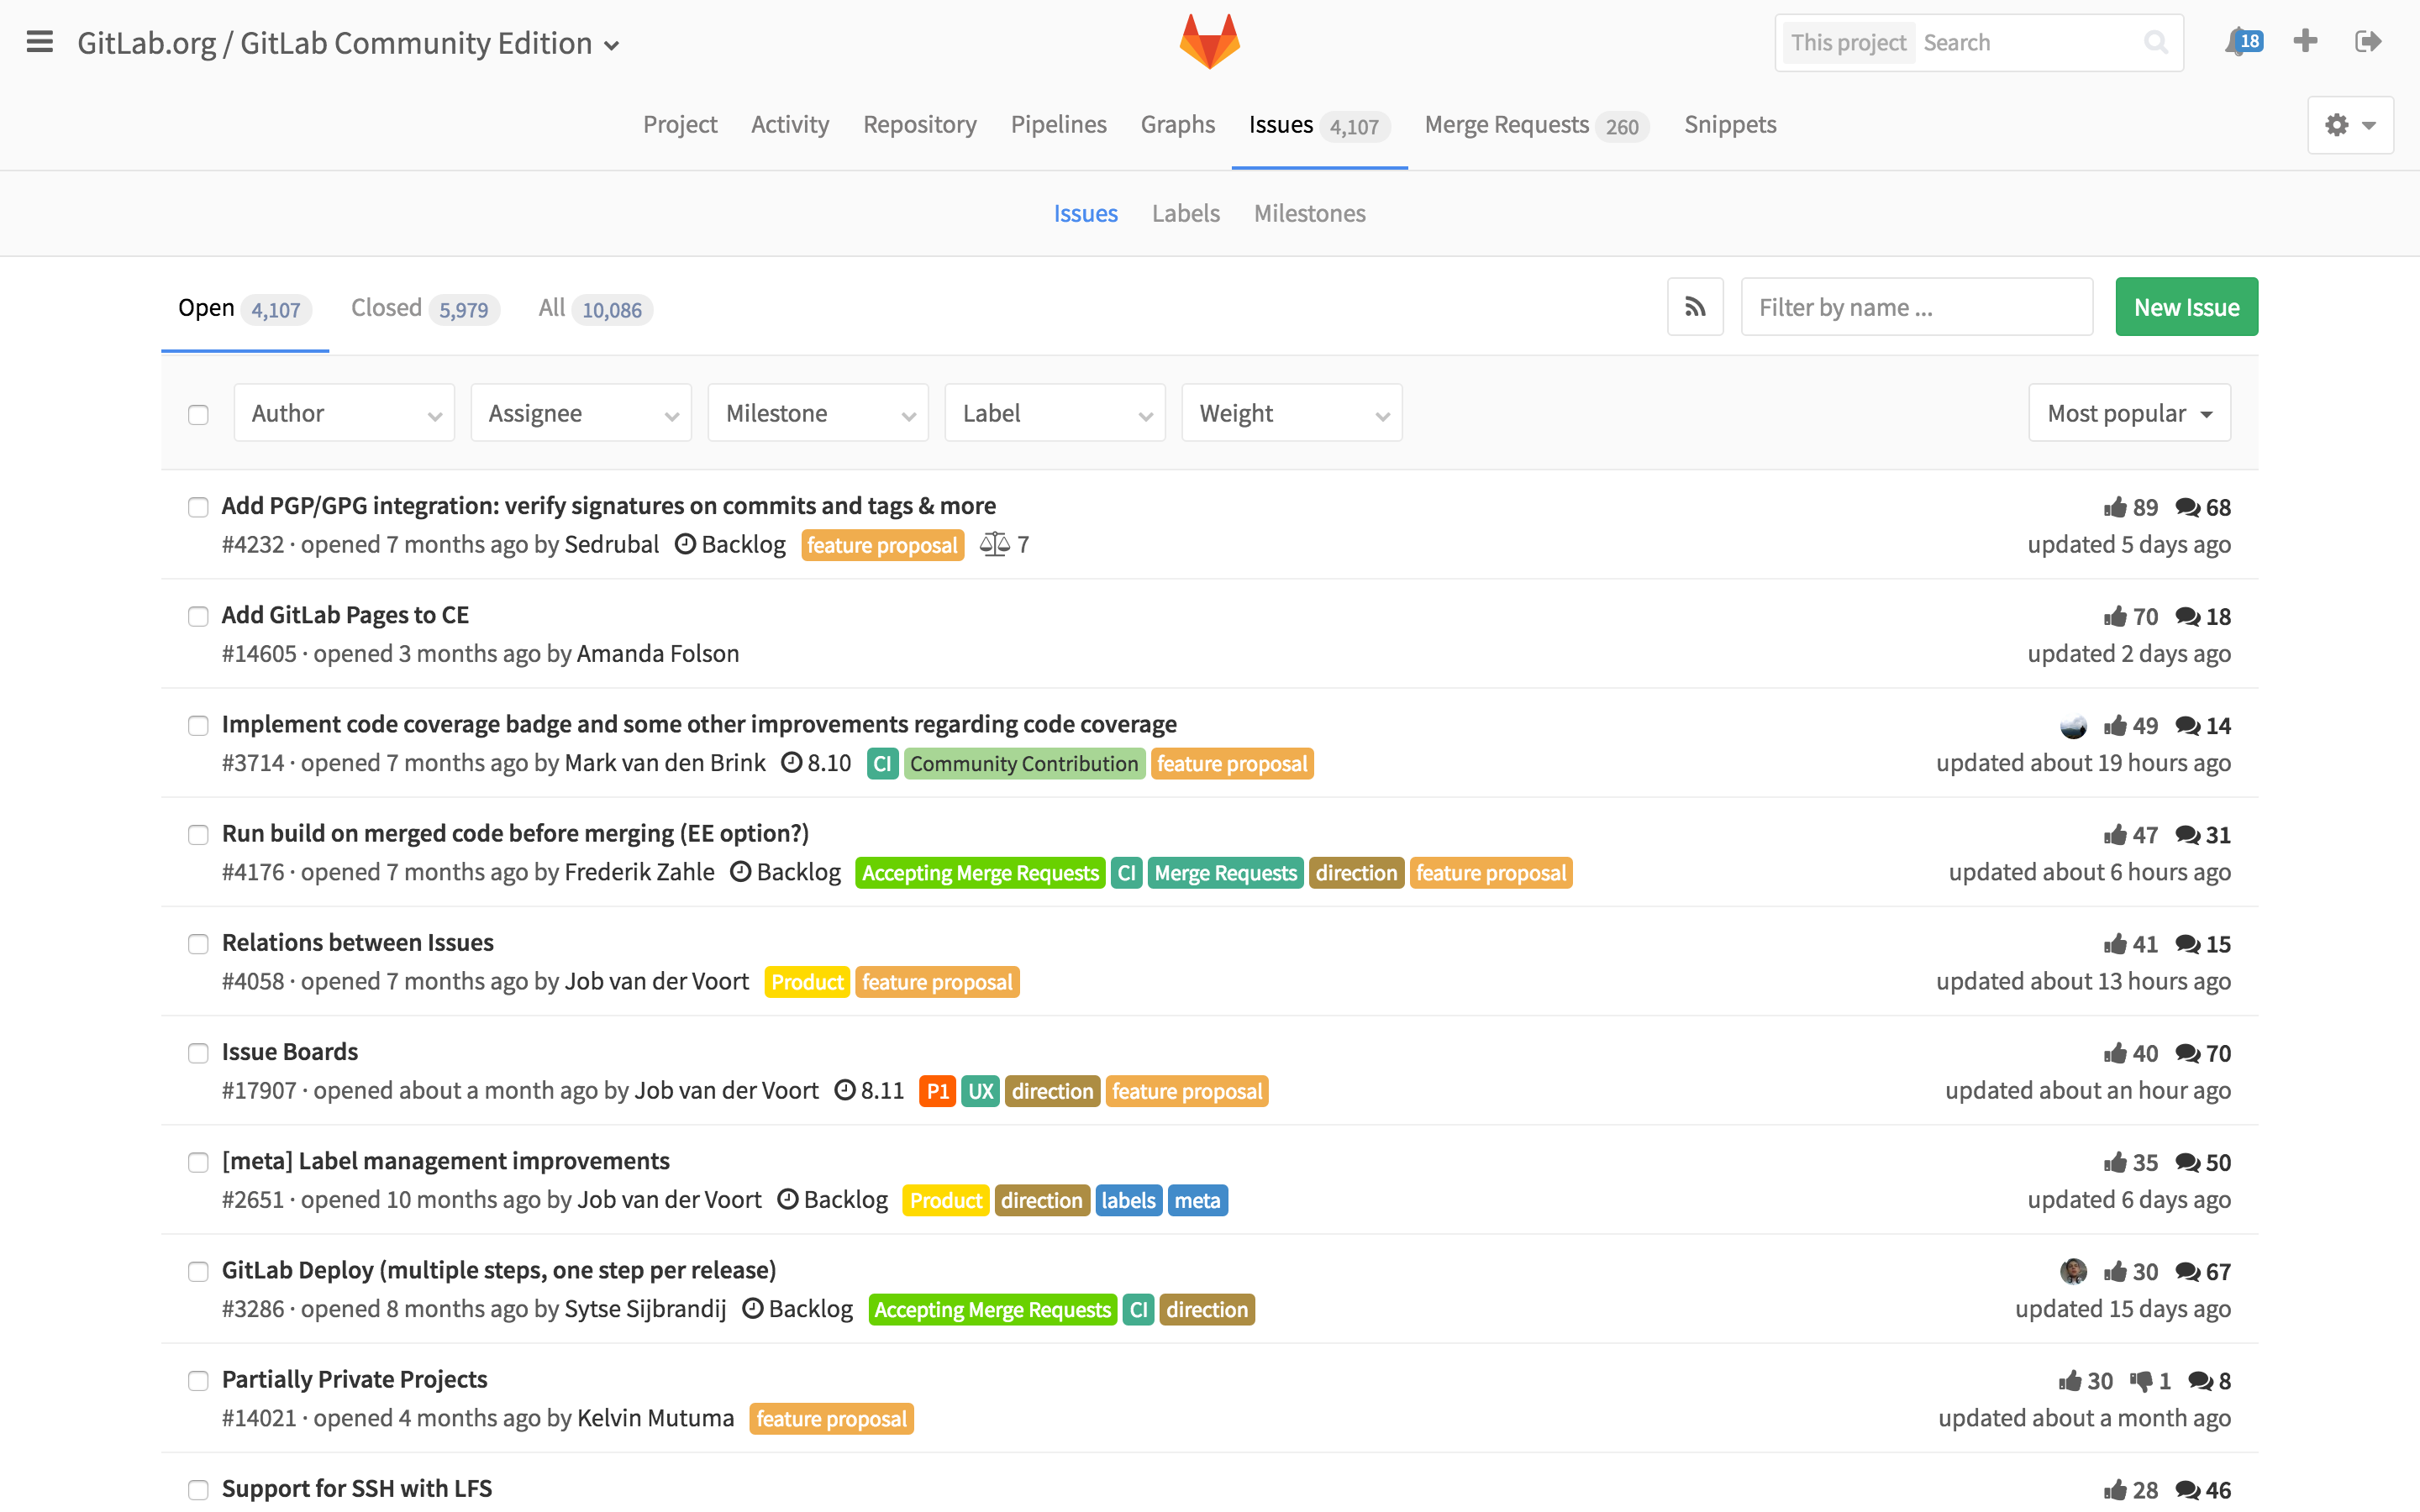 GitLab.org / GitLab Community Edition
This project Search
18
Project Activity Repository Pipelines Graphs Issues 4,107 Merge Requests 260 Snippets
Issues Labels Milestones
Open 4,107 Closed 5,979 All 10,086
Filter by name ...
New Issue
Author Assignee Milestone Label Weight Most popular
Add PGP/GPG integration: verify signatures on commits and tags & more 89 68
#4232 · opened 7 months ago by Sedrubal Backlog feature proposal 7 updated 5 days ago
Add GitLab Pages to CE 70 18
#14605 · opened 3 months ago by Amanda Folson updated 2 days ago
Implement code coverage badge and some other improvements regarding code coverage 49 14
#3714 · opened 7 months ago by Mark van den Brink 8.10 CI Community Contribution feature proposal updated about 19 hours ago
Run build on merged code before merging (EE option?) 47 31
#4176 · opened 7 months ago by Frederik Zahle Backlog Accepting Merge Requests CI Merge Requests direction feature proposal updated about 6 hours ago
Relations between Issues 41 15
#4058 · opened 7 months ago by Job van der Voort Product feature proposal updated about 13 hours ago
Issue Boards 40 70
#17907 · opened about a month ago by Job van der Voort 8.11 P1 UX direction feature proposal updated about an hour ago
[meta] Label management improvements 35 50
#2651 · opened 10 months ago by Job van der Voort Backlog Product direction labels meta updated 6 days ago
GitLab Deploy (multiple steps, one step per release) 30 67
#3286 · opened 8 months ago by Sytse Sijbrandij Backlog Accepting Merge Requests CI direction updated 15 days ago
Partially Private Projects 30 1 8
#14021 · opened 4 months ago by Kelvin Mutuma feature proposal updated about a month ago
Support for SSH with LFS 28 46